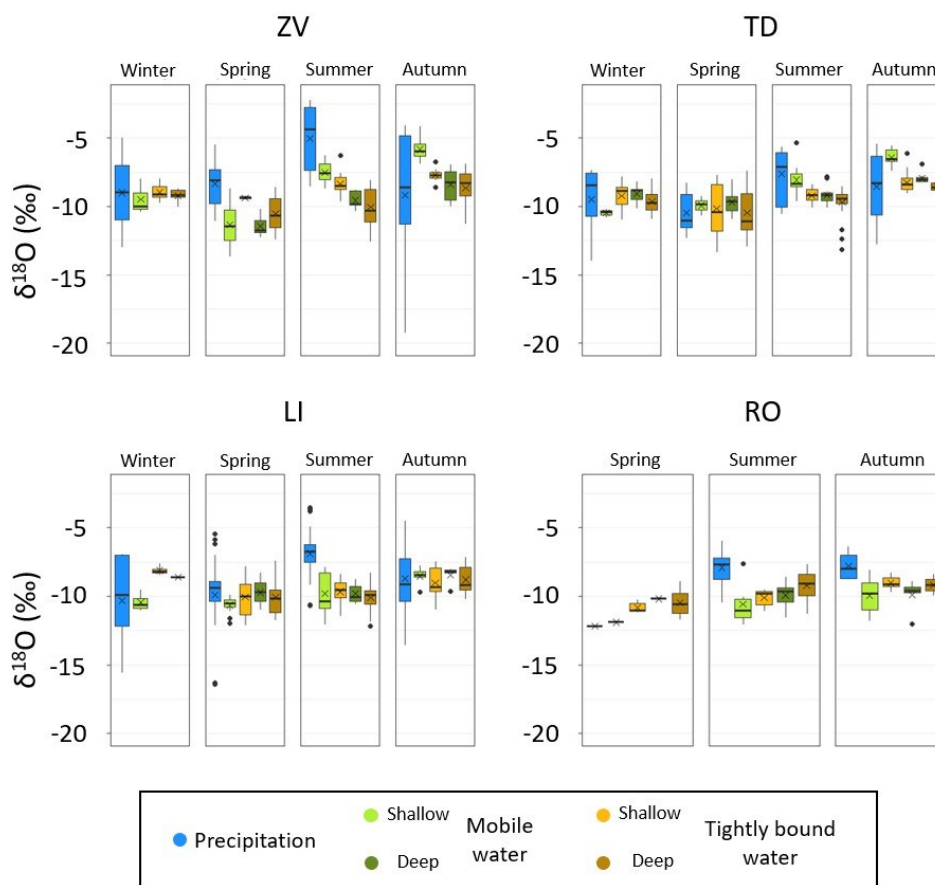 ZV
Winter Spring Summer Autumn
δ¹⁸O (‰)
-5
-10
-15
-20
TD
Winter Spring Summer Autumn
-5
-10
-15
-20
LI
Winter Spring Summer Autumn
δ¹⁸O (‰)
-5
-10
-15
-20
RO
Spring Summer Autumn
-5
-10
-15
-20
Precipitation
Shallow
Deep
Mobile
water
Shallow
Deep
Tightly bound
water